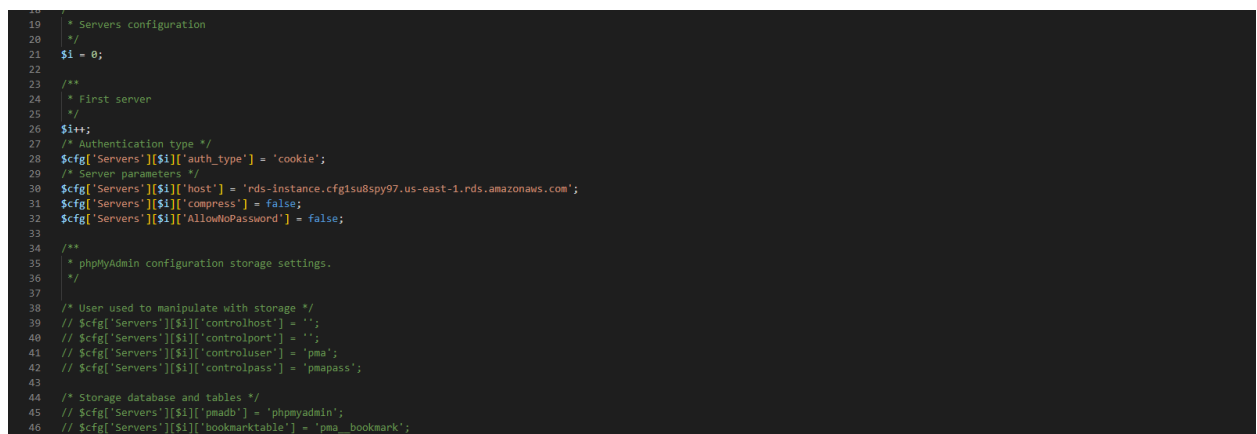 18 /**
19 * Servers configuration
20 */
21 $i = 0;
22
23 /**
24 * First server
25 */
26 $i++;
27 /* Authentication type */
28 $cfg['Servers'][$i]['auth_type'] = 'cookie';
29 /* Server parameters */
30 $cfg['Servers'][$i]['host'] = 'rds-instance.cfg1su8spy97.us-east-1.rds.amazonaws.com';
31 $cfg['Servers'][$i]['compress'] = false;
32 $cfg['Servers'][$i]['AllowNoPassword'] = false;
33
34 /**
35 * phpMyAdmin configuration storage settings.
36 */
37
38 /* User used to manipulate with storage */
39 // $cfg['Servers'][$i]['controlhost'] = '';
40 // $cfg['Servers'][$i]['controlport'] = '';
41 // $cfg['Servers'][$i]['controluser'] = 'pma';
42 // $cfg['Servers'][$i]['controlpass'] = 'pmapass';
43
44 /* Storage database and tables */
45 // $cfg['Servers'][$i]['pmadb'] = 'phpmyadmin';
46 // $cfg['Servers'][$i]['bookmarktable'] = 'pma__bookmark';